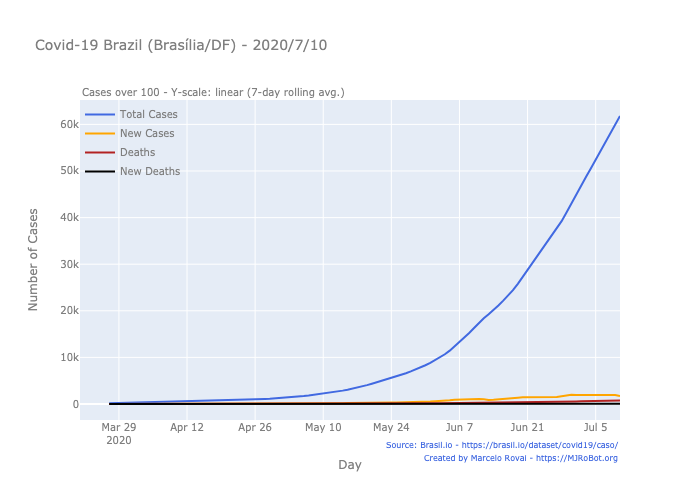 Covid-19 Brazil (Brasília/DF) - 2020/7/10
Cases over 100 - Y-scale: linear (7-day rolling avg.)
Total Cases
New Cases
Deaths
New Deaths
60k
50k
40k
30k
20k
10k
0
Number of Cases
Mar 29 Apr 12 Apr 26 May 10 May 24 Jun 7 Jun 21 Jul 5
2020
Day
Source: Brasil.io - https://brasil.io/dataset/covid19/caso/
Created by Marcelo Rovai - https://MJRoBot.org